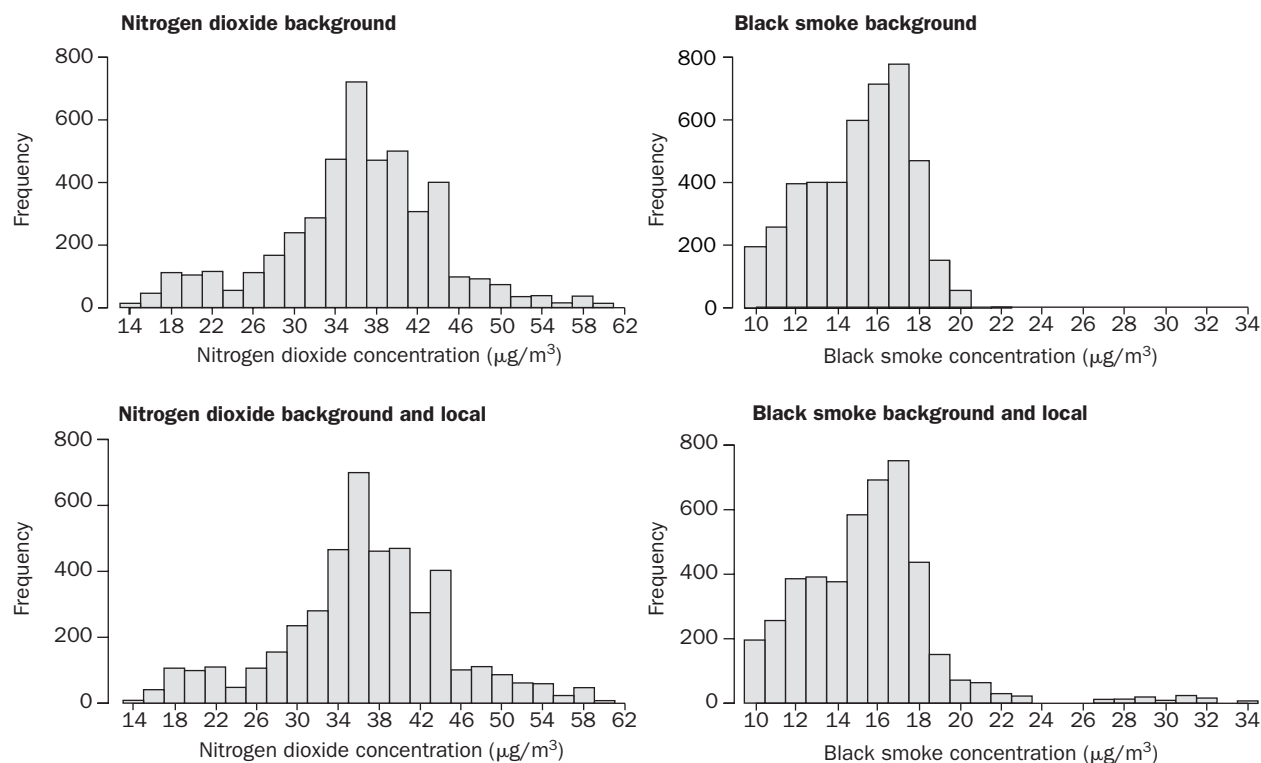 Nitrogen dioxide background
800
600
400
200
0
Frequency
14 18 22 26 30 34 38 42 46 50 54 58 62
Nitrogen dioxide concentration (μg/m³)
Black smoke background
800
600
400
200
0
Frequency
10 12 14 16 18 20 22 24 26 28 30 32 34
Black smoke concentration (μg/m³)
Nitrogen dioxide background and local
800
600
400
200
0
Frequency
14 18 22 26 30 34 38 42 46 50 54 58 62
Nitrogen dioxide concentration (μg/m³)
Black smoke background and local
800
600
400
200
0
Frequency
10 12 14 16 18 20 22 24 26 28 30 32 34
Black smoke concentration (μg/m³)